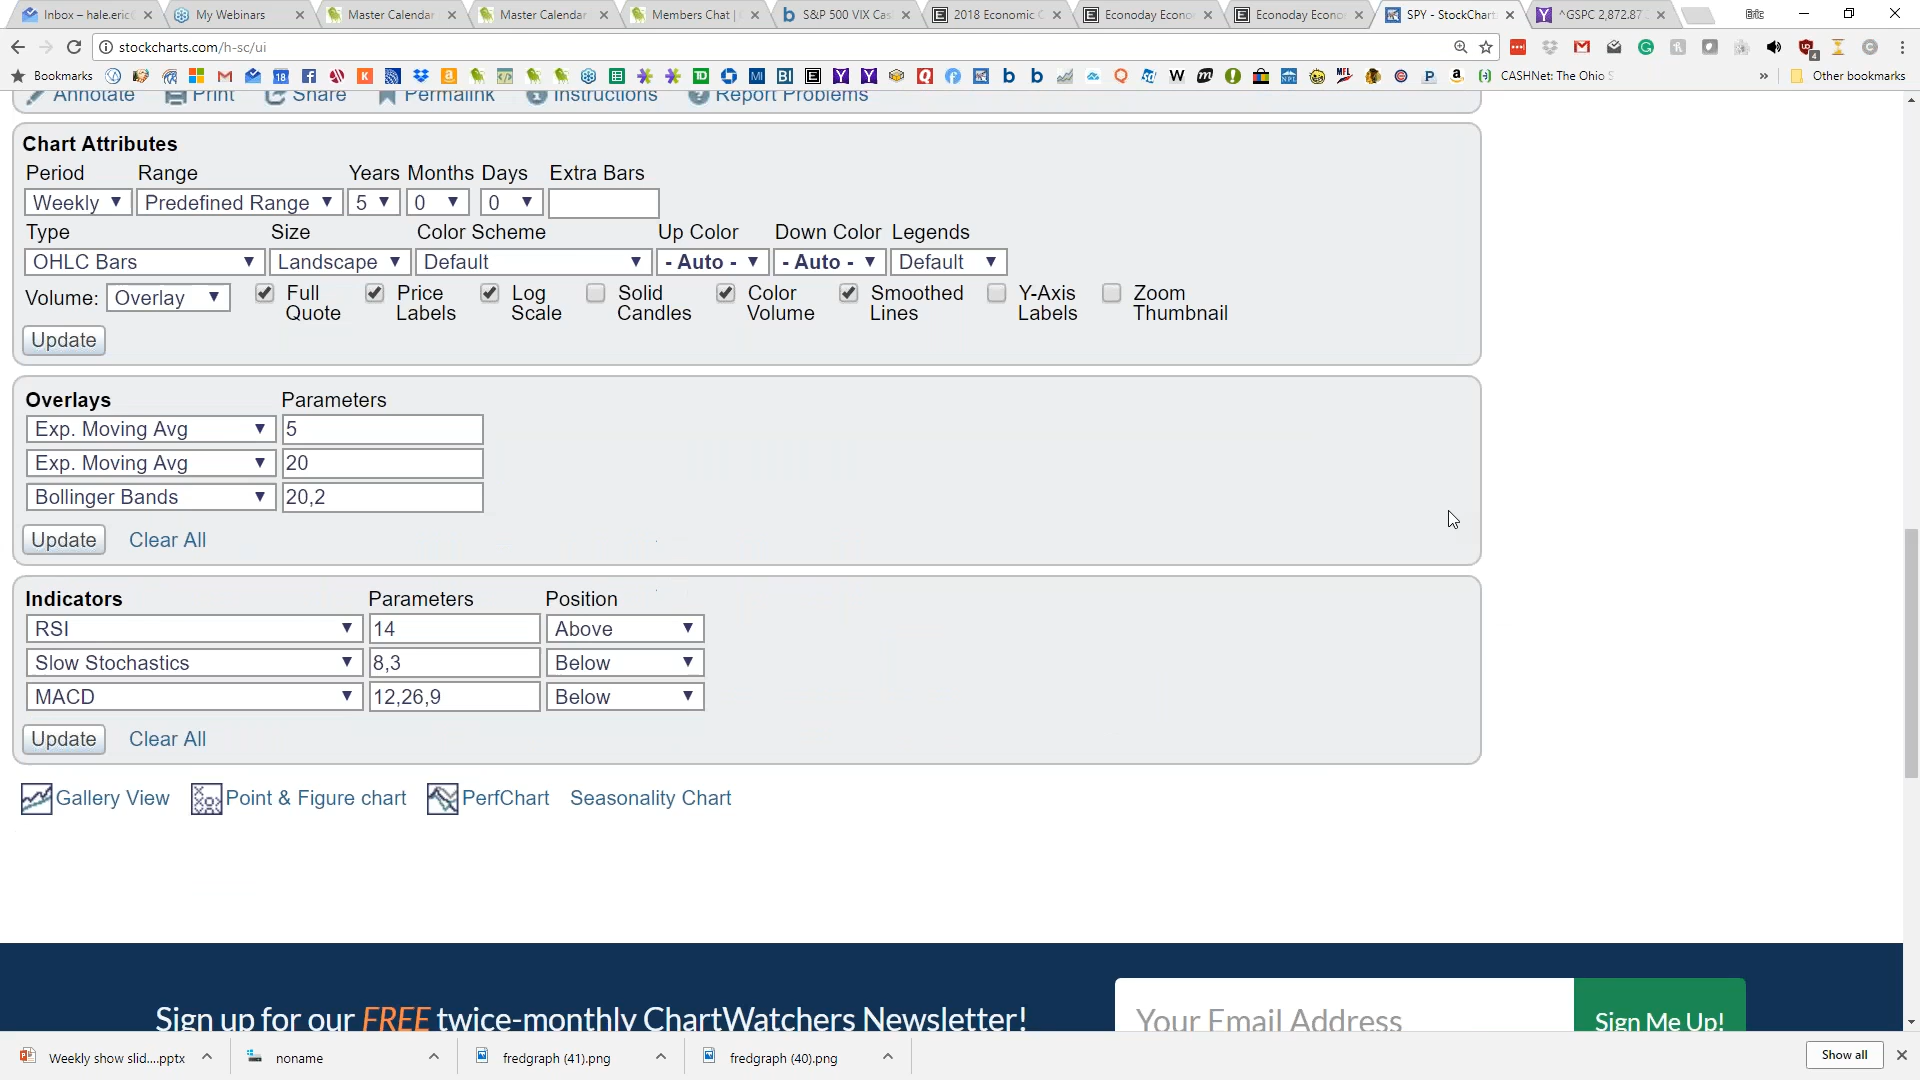 Inbox – hale.eric
My Webinars
Master Calendar
Master Calendar
Members Chat |
S&P 500 VIX Cas
2018 Economic C
Econoday Econo
Econoday Econo
SPY - StockChart
^GSPC 2,872.87
Eric
stockcharts.com/h-sc/ui
Bookmarks
CASHNet: The Ohio S
» Other bookmarks
Annotate Print Share Permalink Instructions Report Problems
Chart Attributes
Period Range Years Months Days Extra Bars
Weekly Predefined Range 5 0 0
Type Size Color Scheme Up Color Down Color Legends
OHLC Bars Landscape Default - Auto - - Auto - Default
Volume: Overlay Full Quote Price Labels Log Scale Solid Candles Color Volume Smoothed Lines Y-Axis Labels Zoom Thumbnail
Update
Overlays Parameters
Exp. Moving Avg 5
Exp. Moving Avg 20
Bollinger Bands 20,2
Update Clear All
Indicators Parameters Position
RSI 14 Above
Slow Stochastics 8,3 Below
MACD 12,26,9 Below
Update Clear All
Gallery View Point & Figure chart PerfChart Seasonality Chart
Sign up for our FREE twice-monthly ChartWatchers Newsletter!
Your Email Address
Sign Me Up!
Weekly show slid....pptx
noname
fredgraph (41).png
fredgraph (40).png
Show all